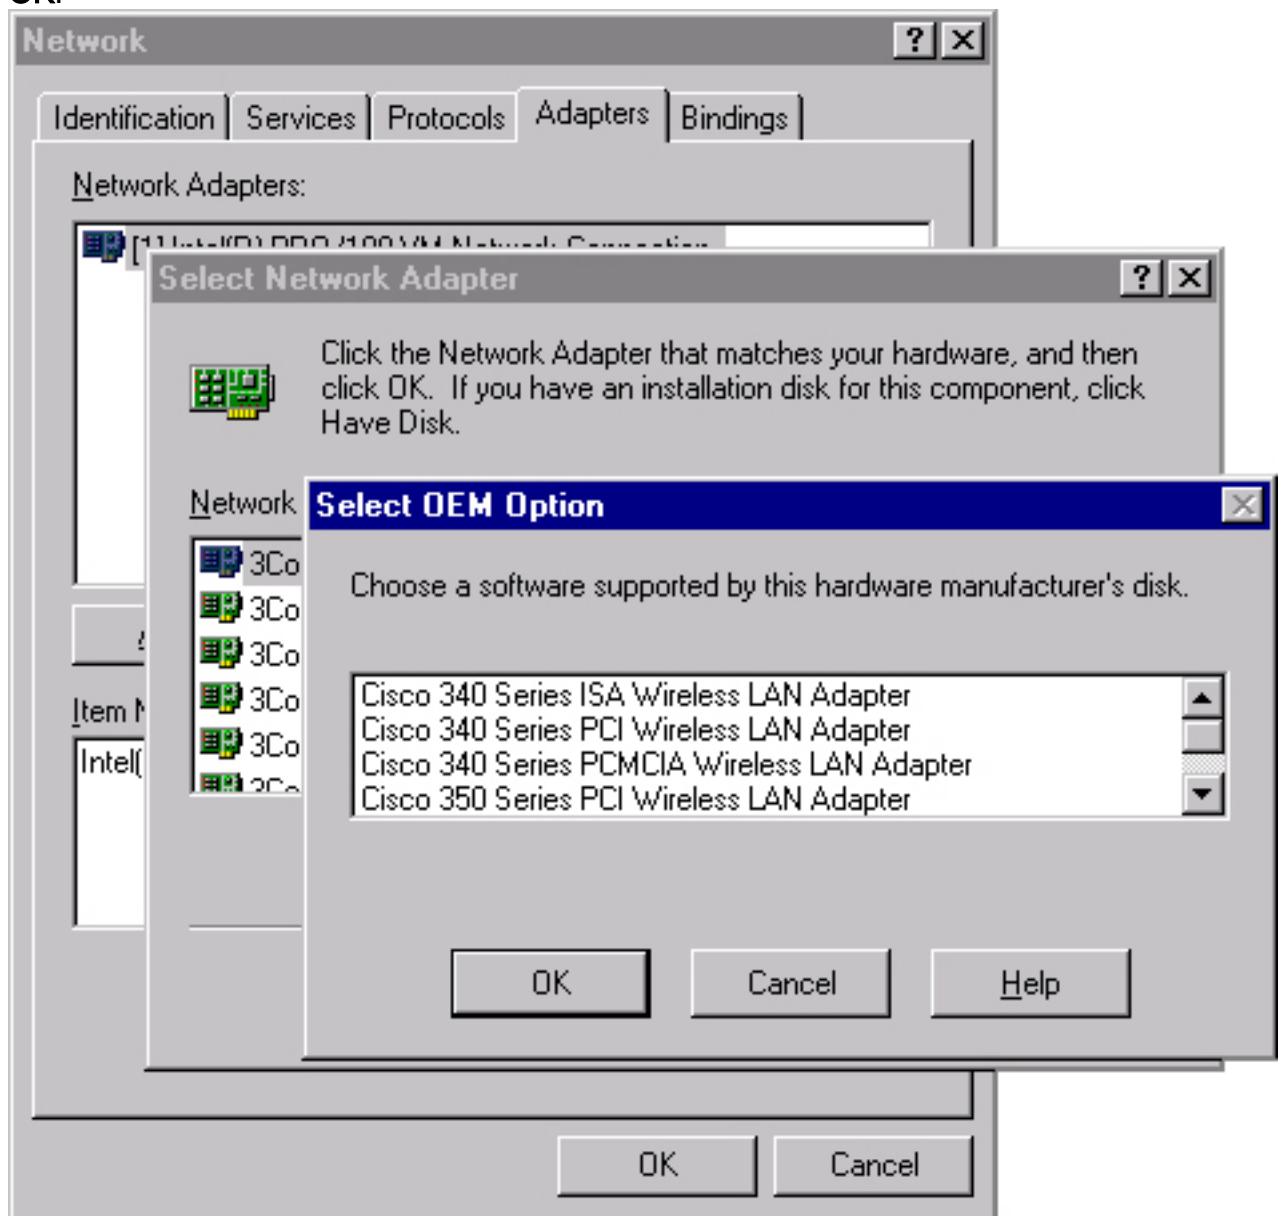 Network
Identification Services Protocols Adapters Bindings
Network Adapters:
Select Network Adapter
Click the Network Adapter that matches your hardware, and then
click OK. If you have an installation disk for this component, click
Have Disk.
Network
Select OEM Option
3Co
Choose a software supported by this hardware manufacturer's disk.
3Co
3Co
3Co
3Co
Item
Intel(
Cisco 340 Series ISA Wireless LAN Adapter
Cisco 340 Series PCI Wireless LAN Adapter
Cisco 340 Series PCMCIA Wireless LAN Adapter
Cisco 350 Series PCI Wireless LAN Adapter
OK Cancel Help
OK Cancel